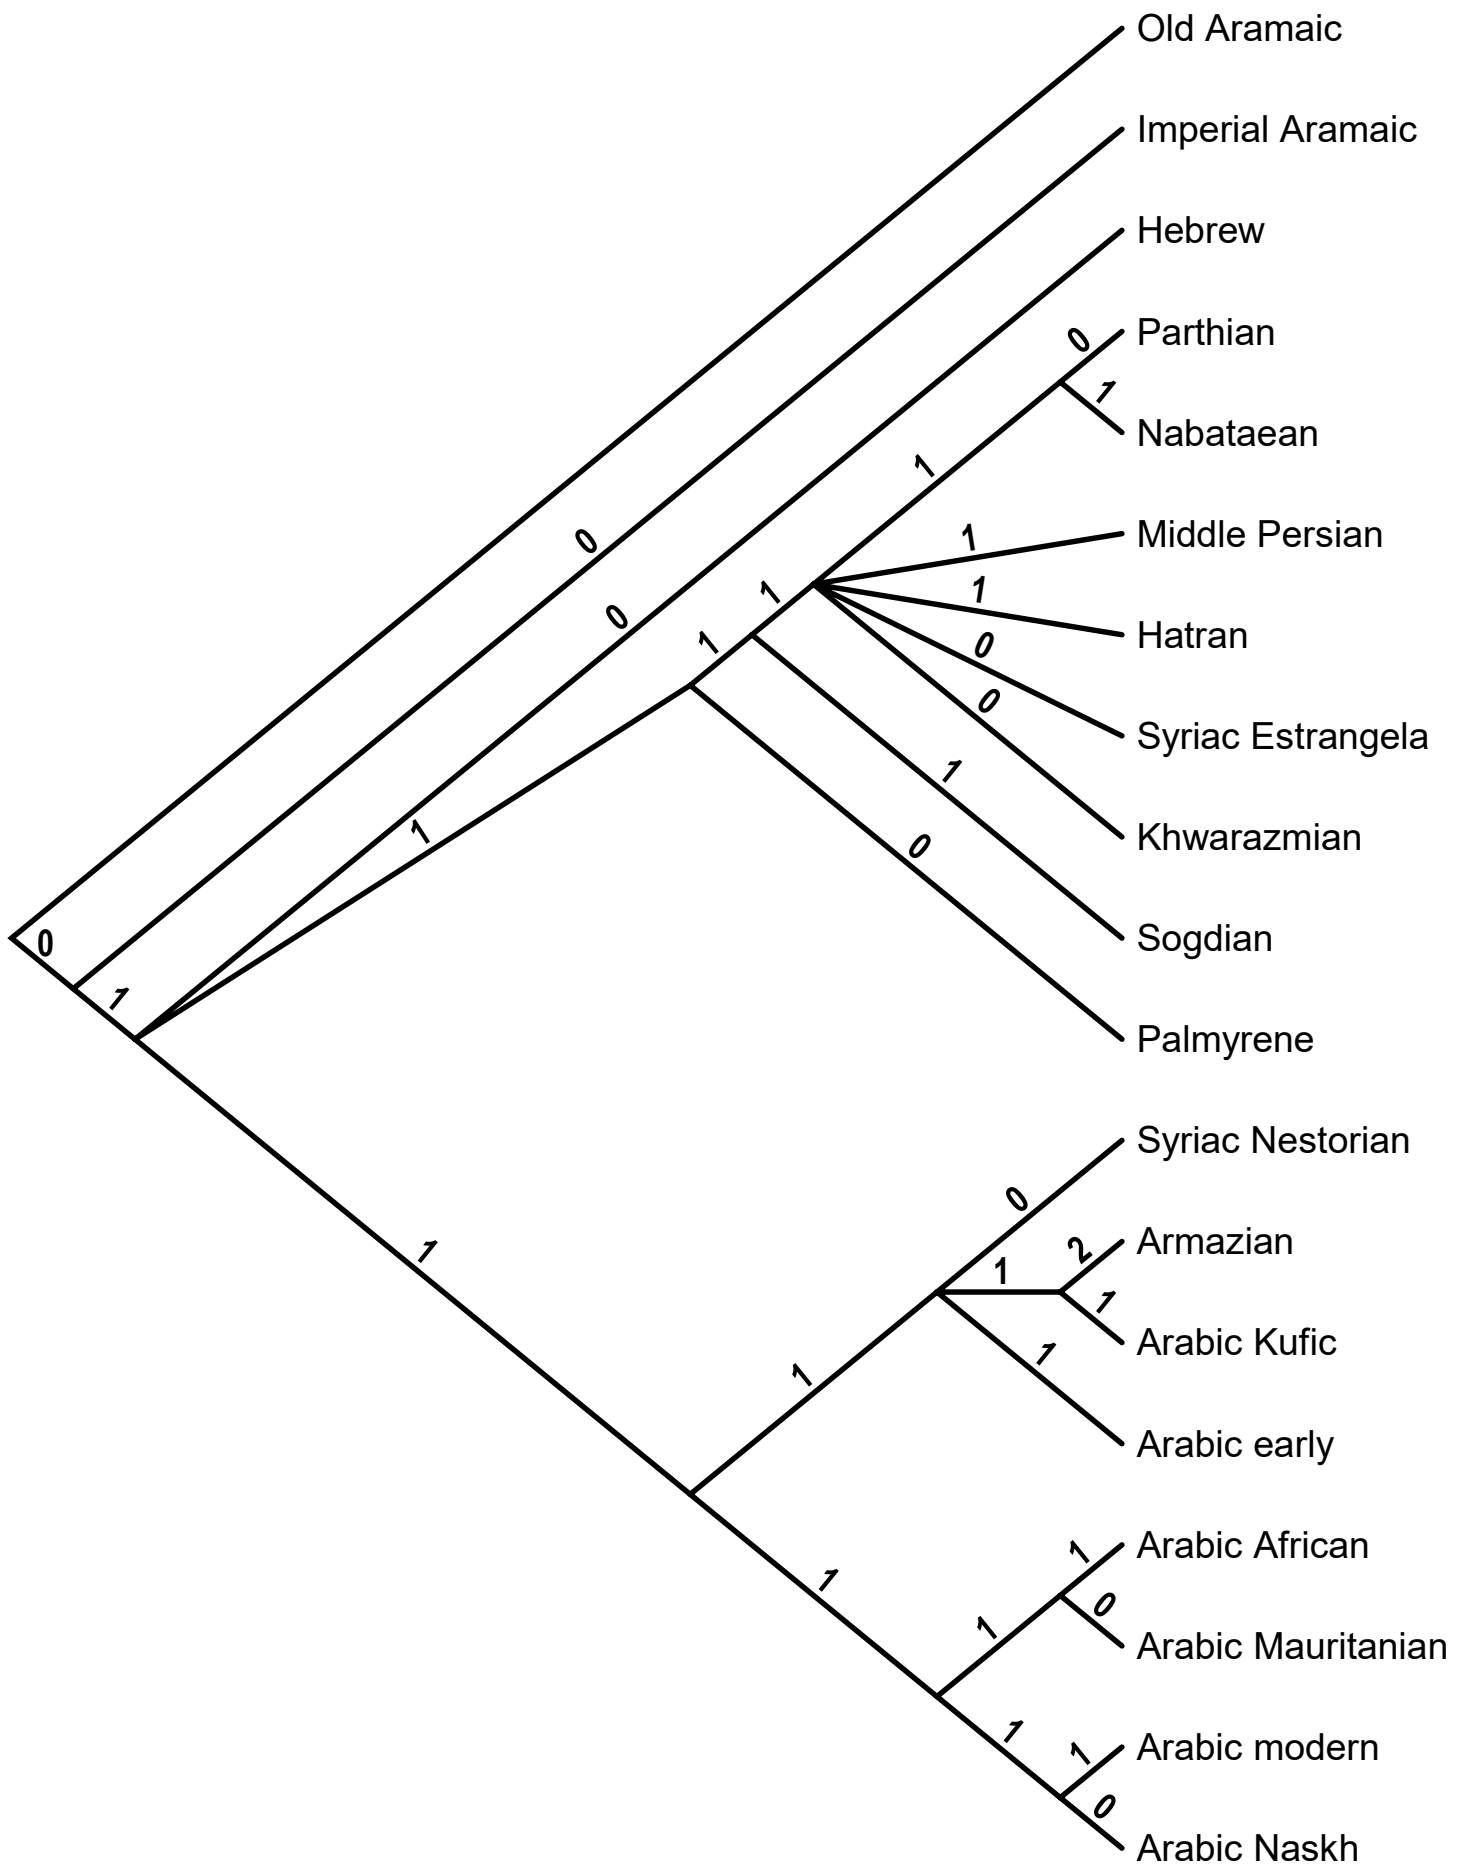 Old Aramaic
Imperial Aramaic
Hebrew
0
Parthian
1
Nabataean
1
1
Middle Persian
0
1
1
Hatran
0
1
0
Syriac Estrangela
0
1
1
Khwarazmian
0
0
Sogdian
1
Palmyrene
Syriac Nestorian
0
1
2
Armazian
1
1
Arabic Kufic
1
1
Arabic early
1
Arabic African
1
0
1
Arabic Mauritanian
1
1
Arabic modern
0
Arabic Naskh